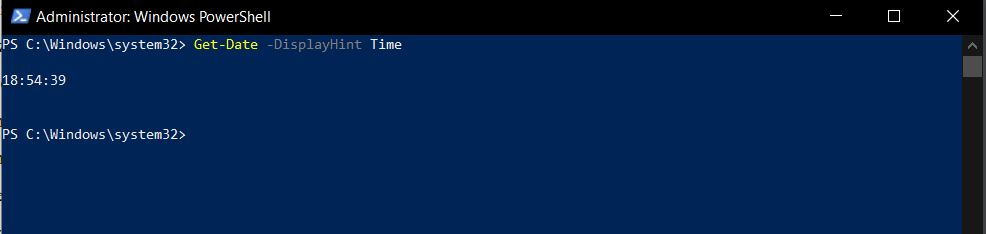 Administrator: Windows PowerShell
PS C:\Windows\system32> Get-Date -DisplayHint Time
18:54:39
PS C:\Windows\system32>